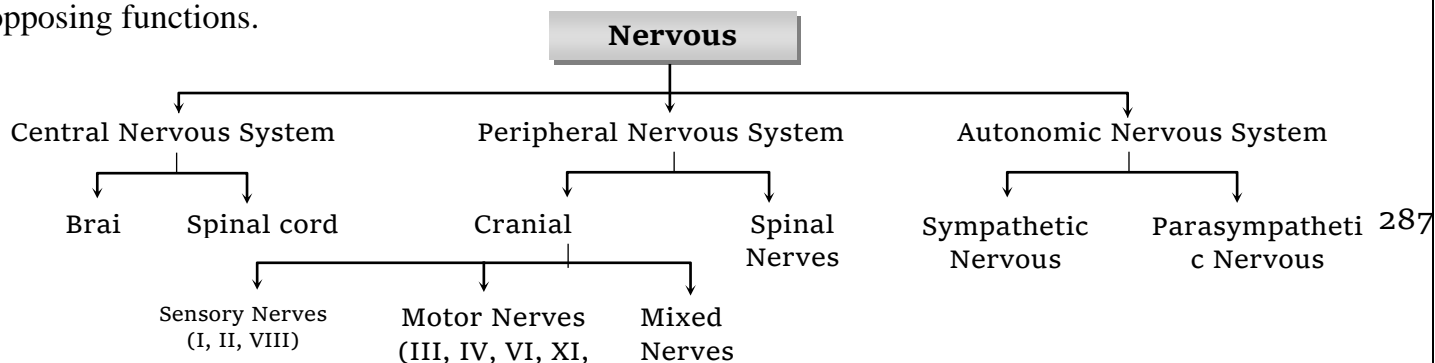 opposing functions.
Nervous
Central Nervous System
Peripheral Nervous System
Autonomic Nervous System
Brai
Spinal cord
Cranial
Spinal
Nerves
Sympathetic
Nervous
Parasympatheti
c Nervous
287
Sensory Nerves
(I, II, VIII)
Motor Nerves
(III, IV, VI, XI,
Mixed
Nerves